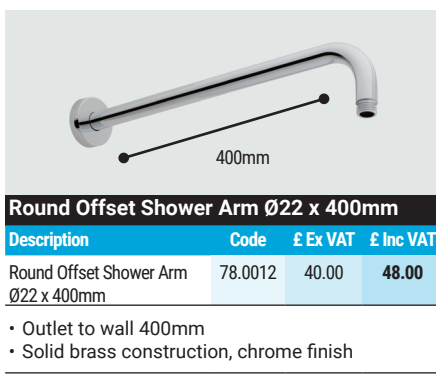 400mm
Round Offset Shower Arm Ø22 x 400mm
Description Code £ Ex VAT £ Inc VAT
Round Offset Shower Arm 78.0012 40.00 48.00
Ø22 x 400mm
• Outlet to wall 400mm
• Solid brass construction, chrome finish